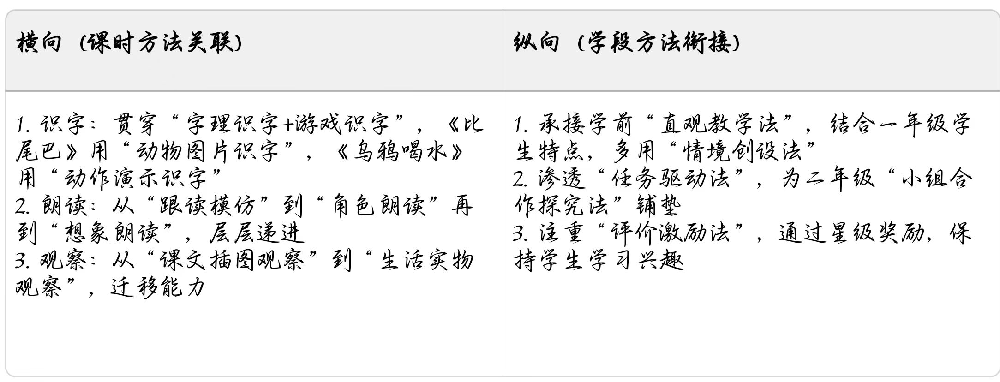 横向（课时方法关联）
纵向（学段方法衔接）
1. 识字：贯穿“字理识字+游戏识字”，《比
尾巴》用“动物图片识字”，《乌鸦喝水》
用“动作演示识字”
2. 朗读：从“跟读模仿”到“角色朗读”再
到“想象朗读”，层层递进
3. 观察：从“课文插图观察”到“生活实物
观察”，迁移能力
1. 承接学前“直观教学法”，结合一年级学
生特点，多用“情境创设法”
2. 渗透“任务驱动法”，为二年级“小组合
作探究法”铺垫
3. 注重“评价激励法”，通过星级奖励，保
持学生学习兴趣